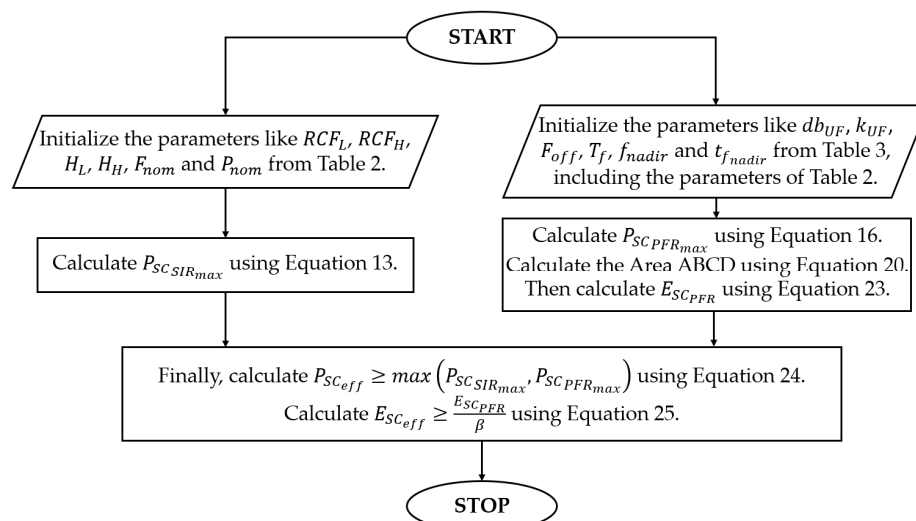 START
Initialize the parameters like RCF_L, RCF_H,
H_L, H_H, F_nom and P_nom from Table 2.
Initialize the parameters like db_UF, k_UF,
F_off, T_f, f_nadir and t_f_nadir from Table 3,
including the parameters of Table 2.
Calculate P_SC_SIR_max using Equation 13.
Calculate P_SC_PFR_max using Equation 16.
Calculate the Area ABCD using Equation 20.
Then calculate E_SC_PFR using Equation 23.
Finally, calculate P_SC_eff ≥ max(P_SC_SIR_max, P_SC_PFR_max) using Equation 24.
Calculate E_SC_eff ≥ E_SC_PFR/β using Equation 25.
STOP